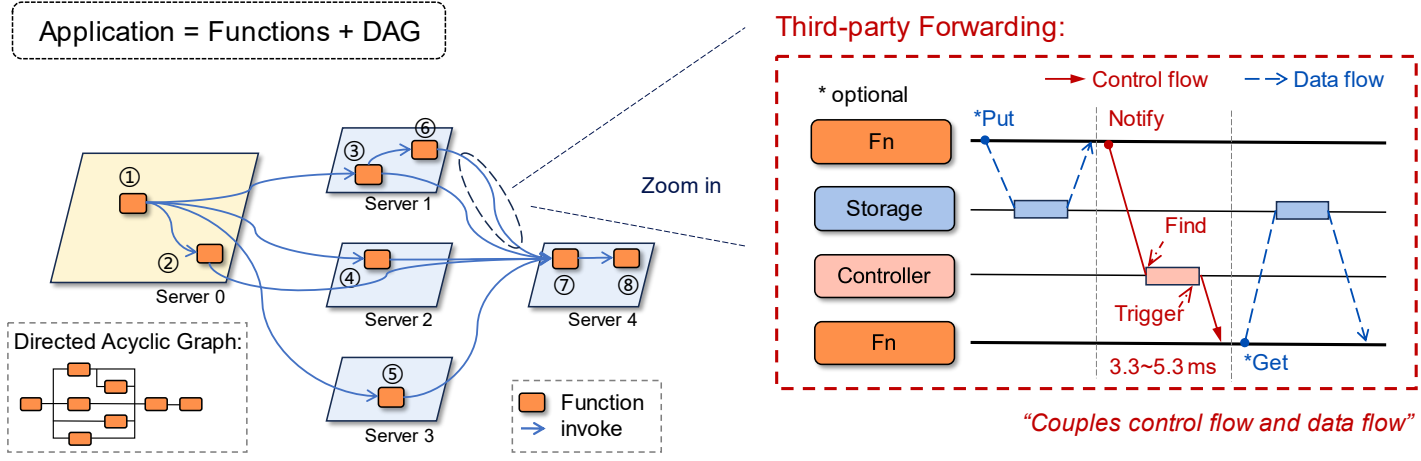 Application = Functions + DAG
①
②
Server 0
③
⑥
Server 1
④
Server 2
⑤
Server 3
⑦
⑧
Server 4
Zoom in
Directed Acyclic Graph:
Function
invoke
Third-party Forwarding:
Control flow
Data flow
* optional
*Put
Notify
Fn
Storage
Find
Controller
Trigger
Fn
3.3~5.3 ms
*Get
“Couples control flow and data flow”